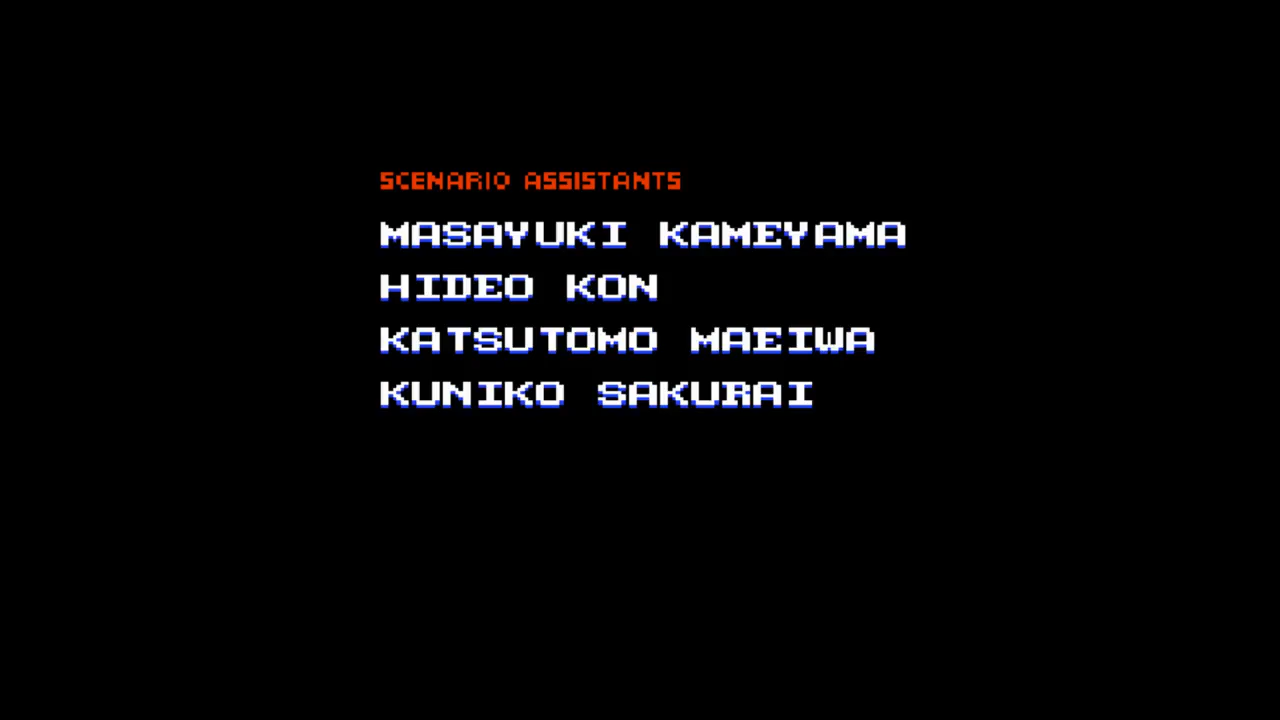 SCENARIO ASSISTANTS
MASAYUKI KAMEYAMA
HIDEO KON
KATSUTOMO MAEIWA
KUNIKO SAKURAI